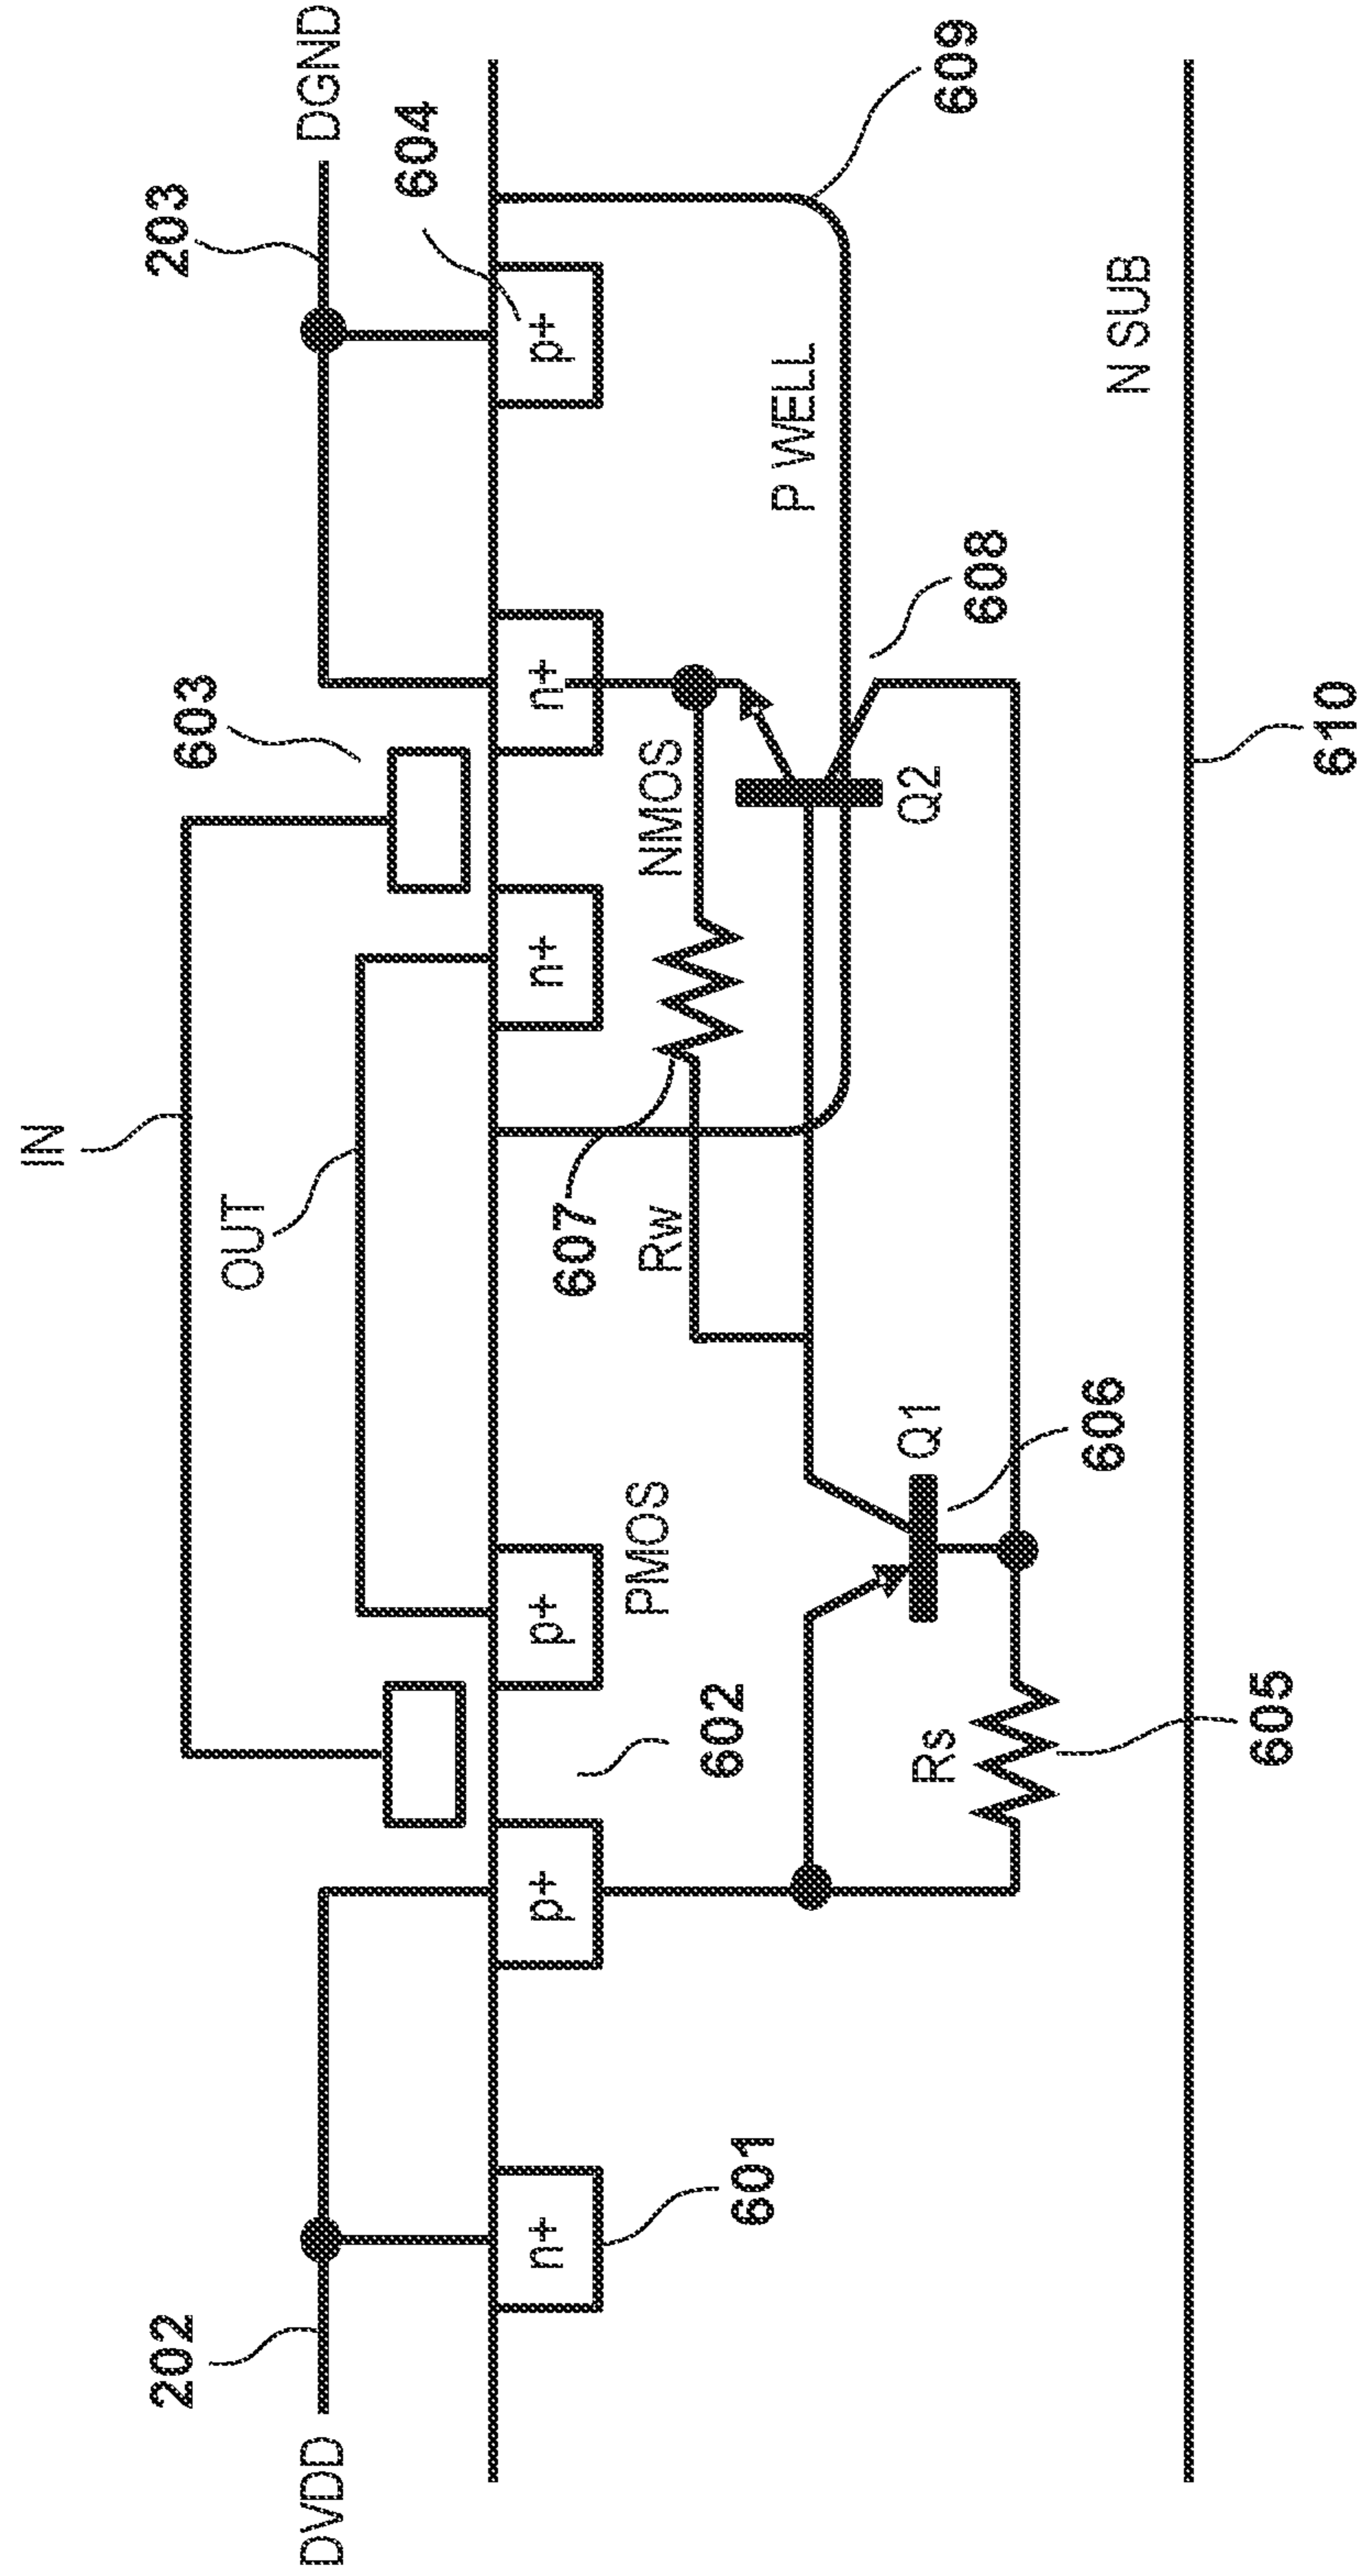 IN
202
603
203
OUT
DVDD
DGND
604
n+
p+
p+
n+
n+
p+
607
PMOS
Rw
NMOS
601
602
P WELL
Rs
Q1
Q2
609
608
606
N SUB
605
610